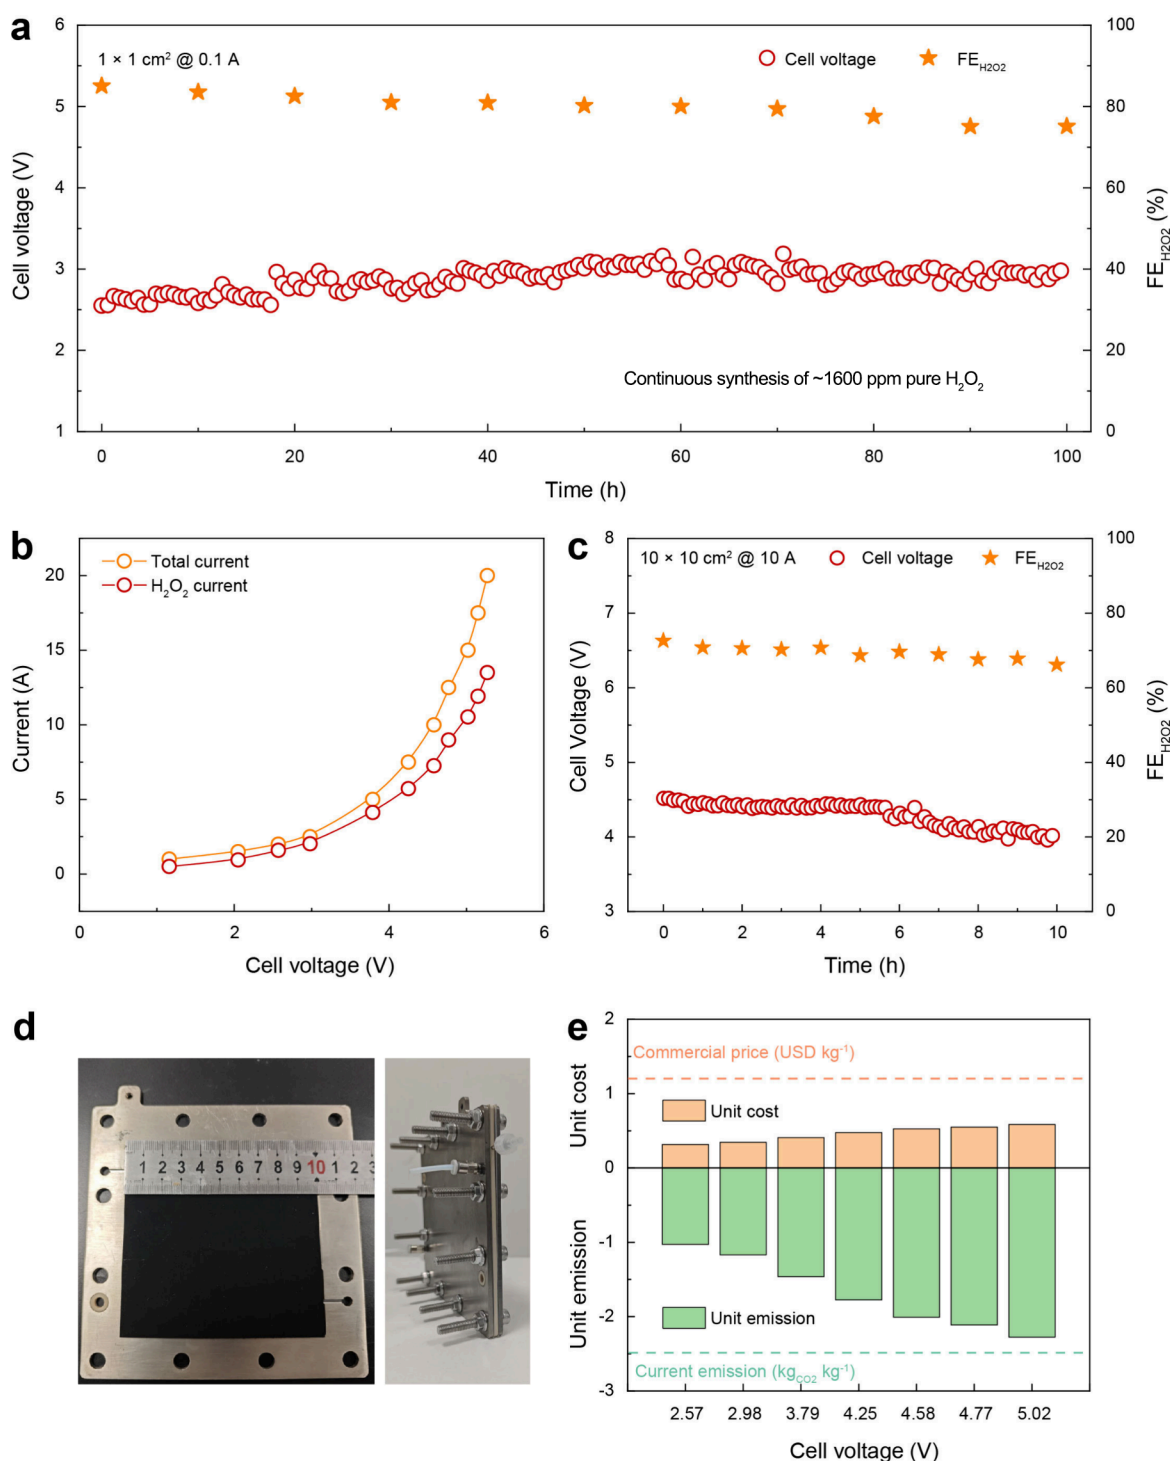 a
1 × 1 cm² @ 0.1 A
Cell voltage
FE_H2O2
6
5
4
3
2
1
Cell voltage (V)
100
80
60
40
20
0
FE_H2O2 (%)
Continuous synthesis of ~1600 ppm pure H₂O₂
0 20 40 60 80 100
Time (h)
b
Total current
H₂O₂ current
20
15
10
5
0
Current (A)
0 2 4 6
Cell voltage (V)
c
10 × 10 cm² @ 10 A
Cell voltage
FE_H2O2
8
7
6
5
4
3
Cell Voltage (V)
100
80
60
40
20
0
FE_H2O2 (%)
0 2 4 6 8 10
Time (h)
d
1 2 3 4 5 6 7 8 9 10 1 2 3
e
2
1
0
-1
-2
-3
Unit cost
Unit emission
Commercial price (USD kg⁻¹)
Unit cost
Unit emission
Current emission (kg_CO2 kg⁻¹)
2.57 2.98 3.79 4.25 4.58 4.77 5.02
Cell voltage (V)